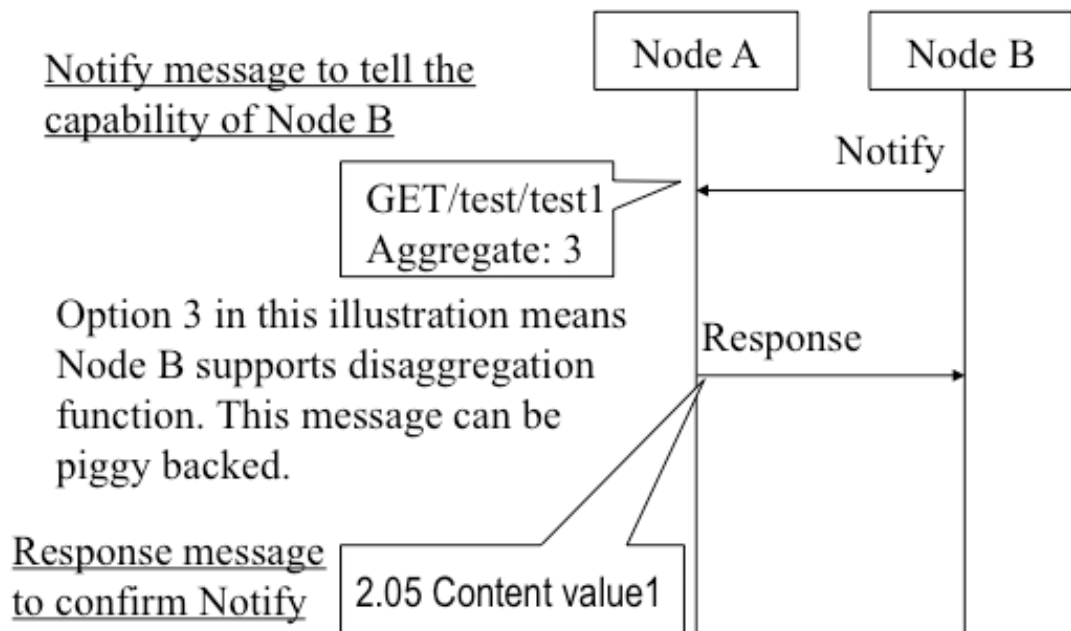 Node A
Node B
Notify message to tell the
capability of Node B
Notify
GET/test/test1
Aggregate: 3
Option 3 in this illustration means
Node B supports disaggregation
function. This message can be
piggy backed.
Response
Response message
to confirm Notify
2.05 Content value1